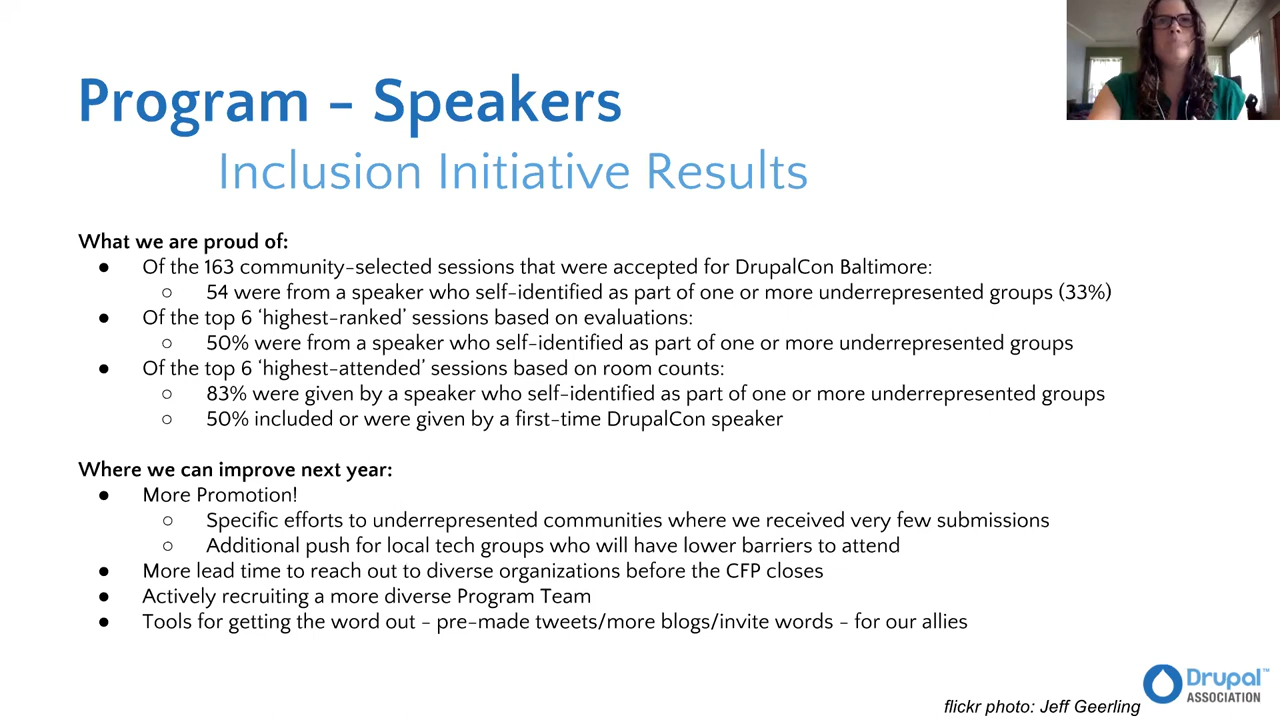 Program - Speakers
Inclusion Initiative Results
What we are proud of:
● Of the 163 community-selected sessions that were accepted for DrupalCon Baltimore:
○ 54 were from a speaker who self-identified as part of one or more underrepresented groups (33%)
● Of the top 6 ‘highest-ranked’ sessions based on evaluations:
○ 50% were from a speaker who self-identified as part of one or more underrepresented groups
● Of the top 6 ‘highest-attended’ sessions based on room counts:
○ 83% were given by a speaker who self-identified as part of one or more underrepresented groups
○ 50% included or were given by a first-time DrupalCon speaker
Where we can improve next year:
● More Promotion!
○ Specific efforts to underrepresented communities where we received very few submissions
○ Additional push for local tech groups who will have lower barriers to attend
● More lead time to reach out to diverse organizations before the CFP closes
● Actively recruiting a more diverse Program Team
● Tools for getting the word out - pre-made tweets/more blogs/invite words - for our allies
Drupal™
ASSOCIATION
flickr photo: Jeff Geerling